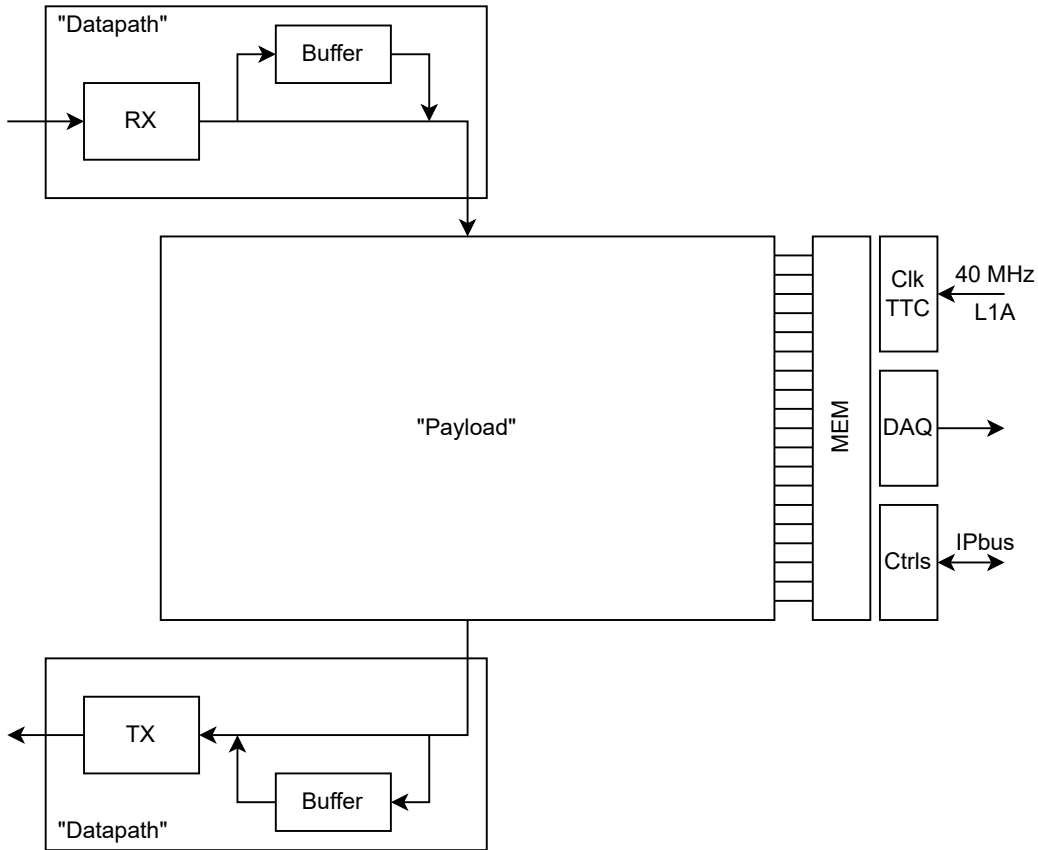 "Datapath"
Buffer
RX
Clk
TTC
40 MHz
L1A
"Payload"
MEM
DAQ
Ctrls
IPbus
TX
Buffer
"Datapath"